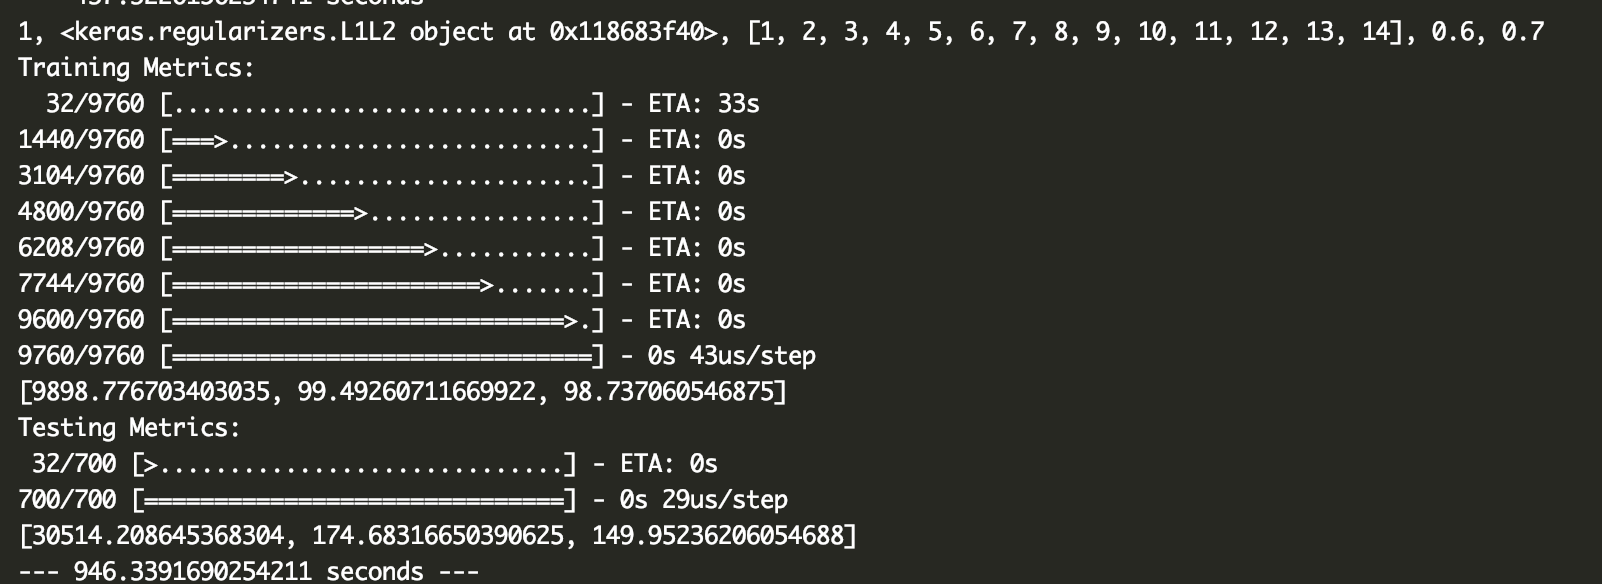 seconds
1, <keras.regularizers.L1L2 object at 0x118683f40>, [1, 2, 3, 4, 5, 6, 7, 8, 9, 10, 11, 12, 13, 14], 0.6, 0.7
Training Metrics:
  32/9760 [..............................] - ETA: 33s
1440/9760 [===>..........................] - ETA: 0s
3104/9760 [========>.....................] - ETA: 0s
4800/9760 [=============>................] - ETA: 0s
6208/9760 [==================>...........] - ETA: 0s
7744/9760 [======================>.......] - ETA: 0s
9600/9760 [============================>.] - ETA: 0s
9760/9760 [==============================] - 0s 43us/step
[9898.776703403035, 99.49260711669922, 98.737060546875]
Testing Metrics:
 32/700 [>.............................] - ETA: 0s
700/700 [==============================] - 0s 29us/step
[30514.208645368304, 174.68316650390625, 149.95236206054688]
--- 946.3391690254211 seconds ---